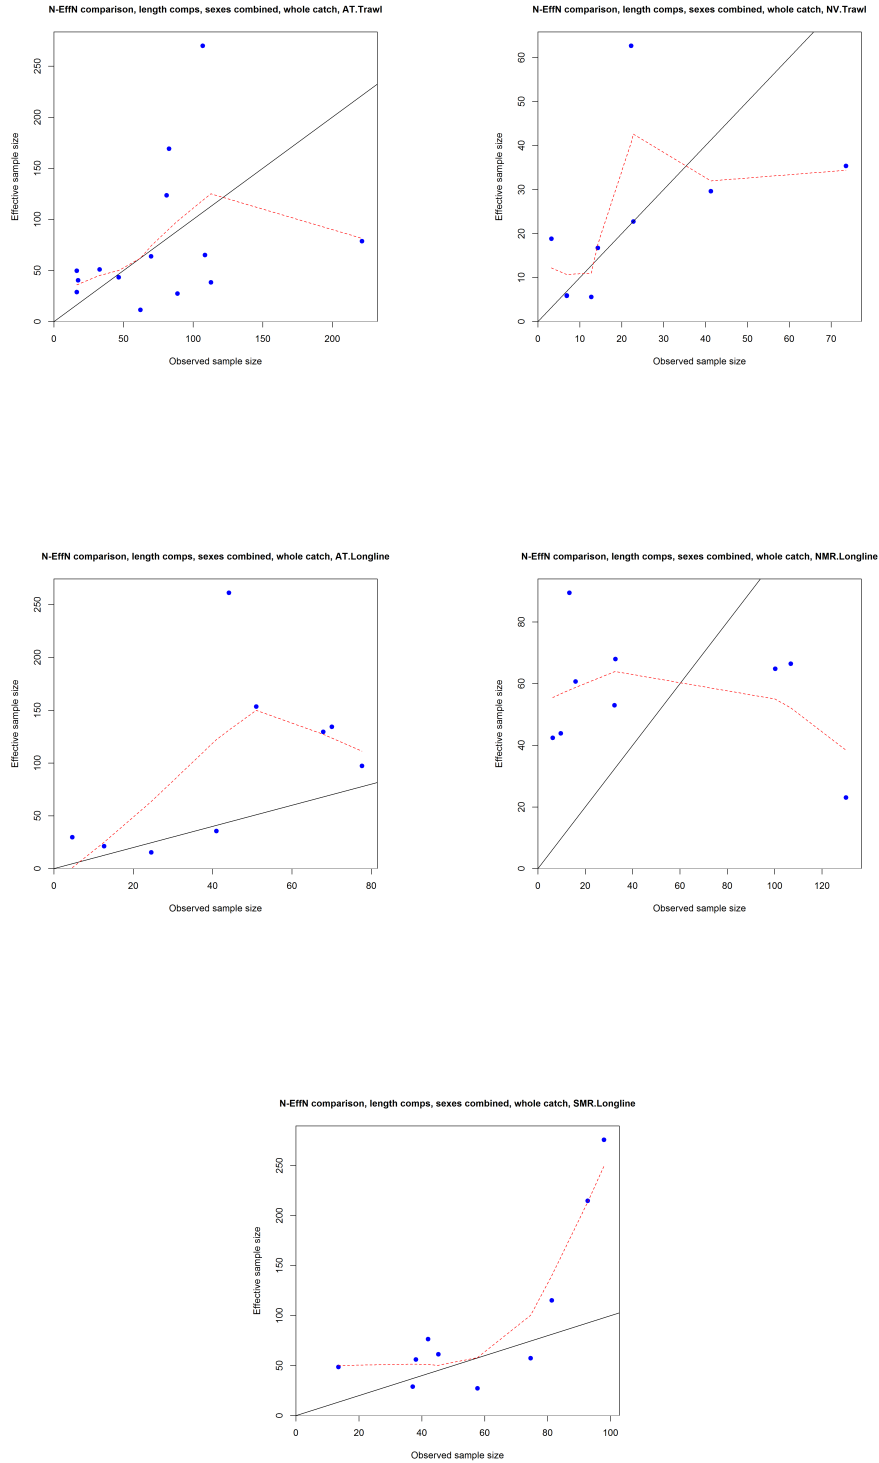 N-EffN comparison, length comps, sexes combined, whole catch, AT.Trawl
Effective sample size
250
200
150
100
50
0
0 50 100 150 200
Observed sample size
N-EffN comparison, length comps, sexes combined, whole catch, NV.Trawl
Effective sample size
60
50
40
30
20
10
0
0 10 20 30 40 50 60 70
Observed sample size
N-EffN comparison, length comps, sexes combined, whole catch, AT.Longline
Effective sample size
250
200
150
100
50
0
0 20 40 60 80
Observed sample size
N-EffN comparison, length comps, sexes combined, whole catch, NMR.Longline
Effective sample size
80
60
40
20
0
0 20 40 60 80 100 120
Observed sample size
N-EffN comparison, length comps, sexes combined, whole catch, SMR.Longline
Effective sample size
250
200
150
100
50
0
0 20 40 60 80 100
Observed sample size